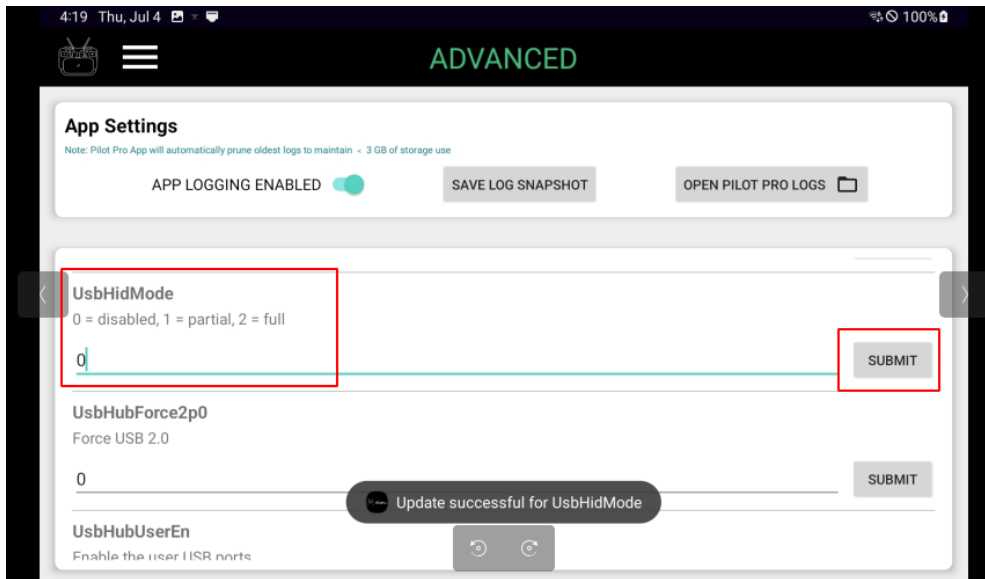 4:19 Thu, Jul 4
100%
ADVANCED
App Settings
Note: Pilot Pro App will automatically prune oldest logs to maintain < 3 GB of storage use
APP LOGGING ENABLED
SAVE LOG SNAPSHOT
OPEN PILOT PRO LOGS
UsbHidMode
0 = disabled, 1 = partial, 2 = full
0
SUBMIT
UsbHubForce2p0
Force USB 2.0
0
SUBMIT
Update successful for UsbHidMode
UsbHubUserEn
Enable the user USB ports